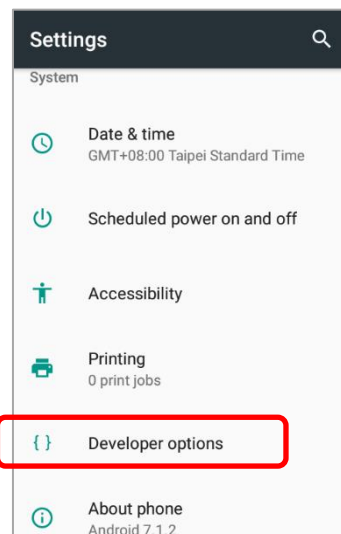 Settings
System
Date & time
GMT+08:00 Taipei Standard Time
Scheduled power on and off
Accessibility
Printing
0 print jobs
{ } Developer options
About phone
Android 7.1.2